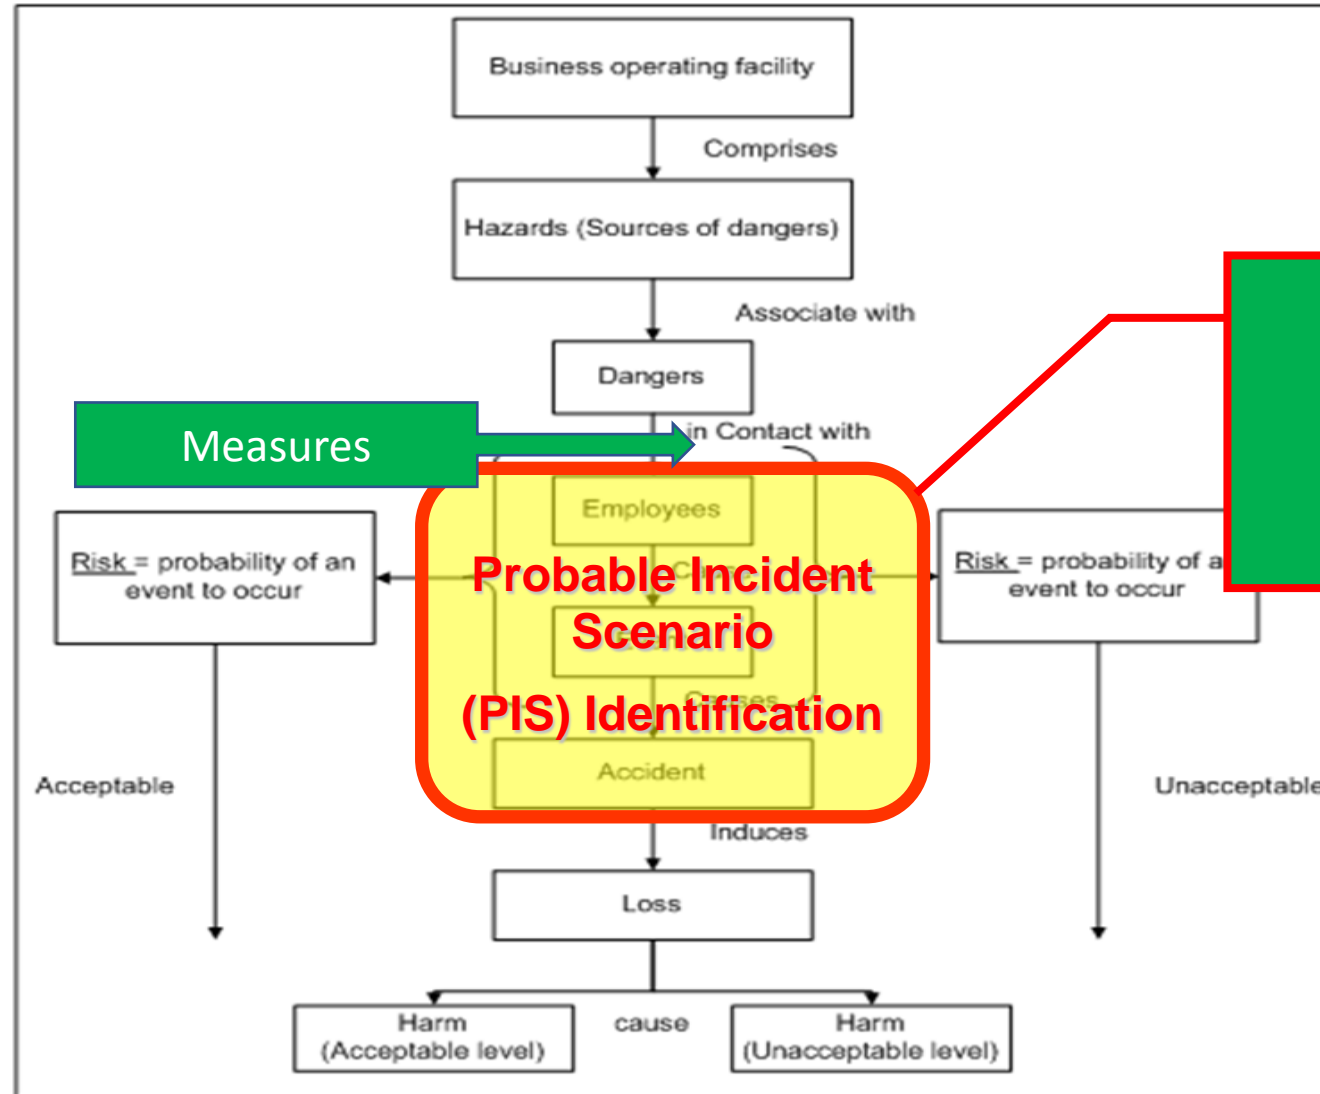 Business operating facility
Comprises
Hazards (Sources of dangers)
Associate with
Dangers
in Contact with
Measures
Employees
Risk = probability of an
event to occur
Probable Incident
Scenario
(PIS) Identification
Risk = probability of a
event to occur
Causes
Accident
Acceptable
Unacceptable
Induces
Loss
Harm
(Acceptable level)
cause
Harm
(Unacceptable level)